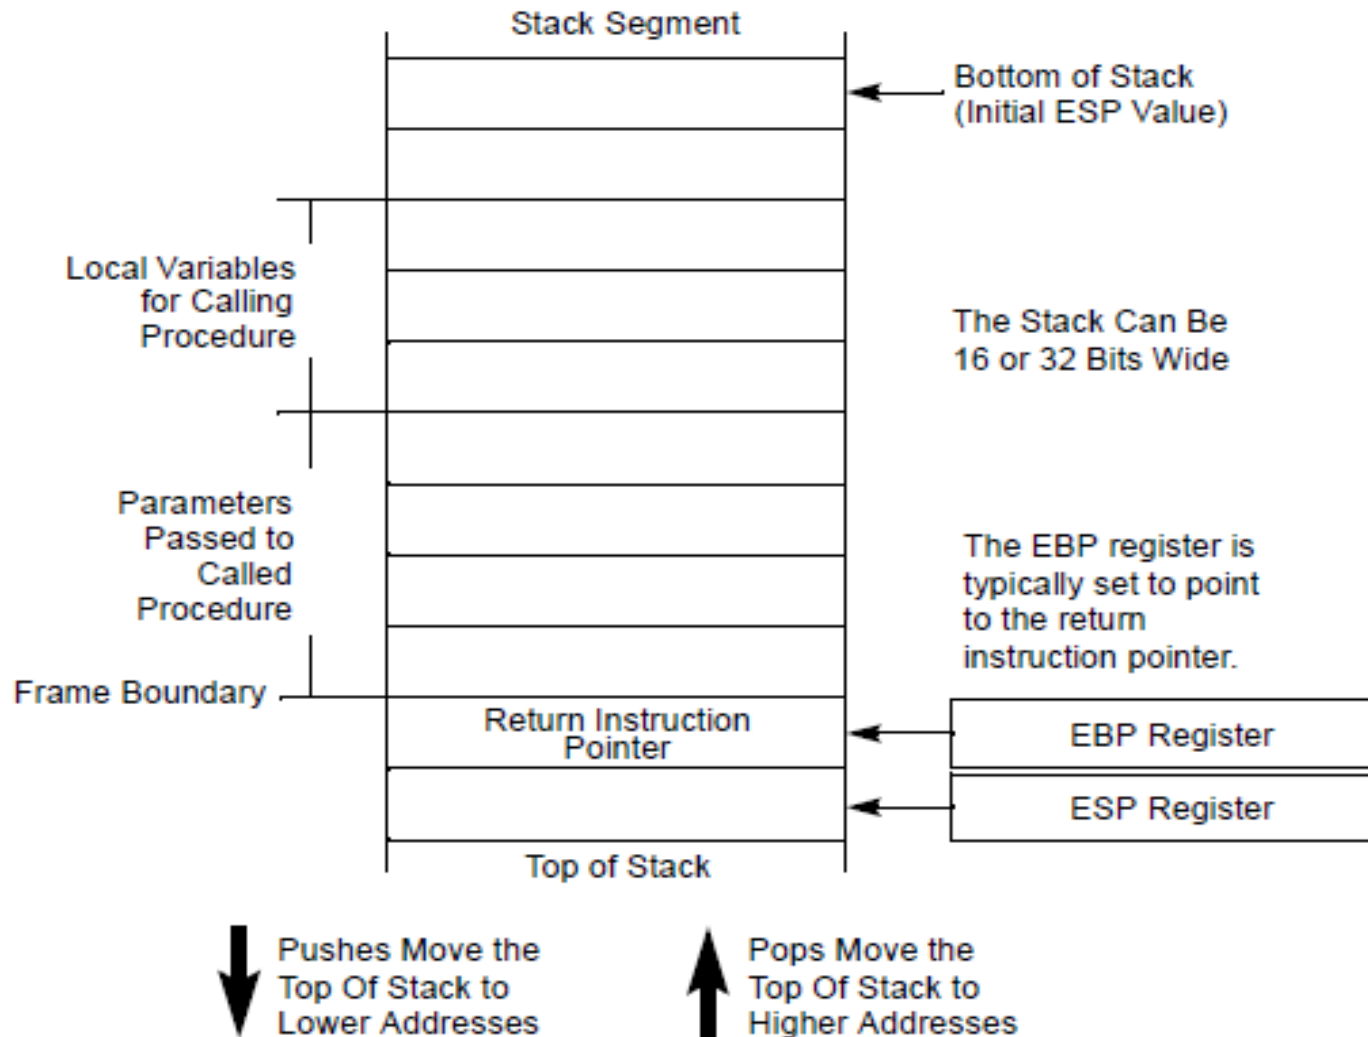 Stack Segment
Bottom of Stack
(Initial ESP Value)
Local Variables
for Calling
Procedure
The Stack Can Be
16 or 32 Bits Wide
Parameters
Passed to
Called
Procedure
The EBP register is
typically set to point
to the return
instruction pointer.
Frame Boundary
Return Instruction
Pointer
EBP Register
ESP Register
Top of Stack
Pushes Move the
Top Of Stack to
Lower Addresses
Pops Move the
Top Of Stack to
Higher Addresses